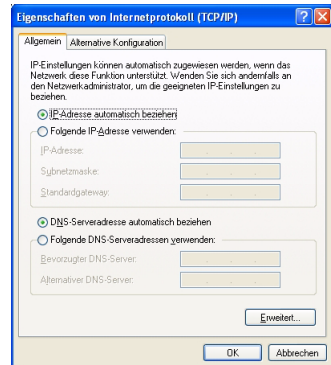 Eigenschaften von Internetprotokoll (TCP/IP)
Allgemein
Alternative Konfiguration
IP-Einstellungen können automatisch zugewiesen werden, wenn das
Netzwerk diese Funktion unterstützt. Wenden Sie sich andernfalls an
den Netzwerkadministrator, um die geeigneten IP-Einstellungen zu
beziehen.
IP-Adresse automatisch beziehen
Folgende IP-Adresse verwenden:
IP-Adresse:
Subnetzmaske:
Standardgateway:
DNS-Serveradresse automatisch beziehen
Folgende DNS-Serveradressen verwenden:
Bevorzugter DNS-Server:
Alternativer DNS-Server:
Erweitert...
OK
Abbrechen